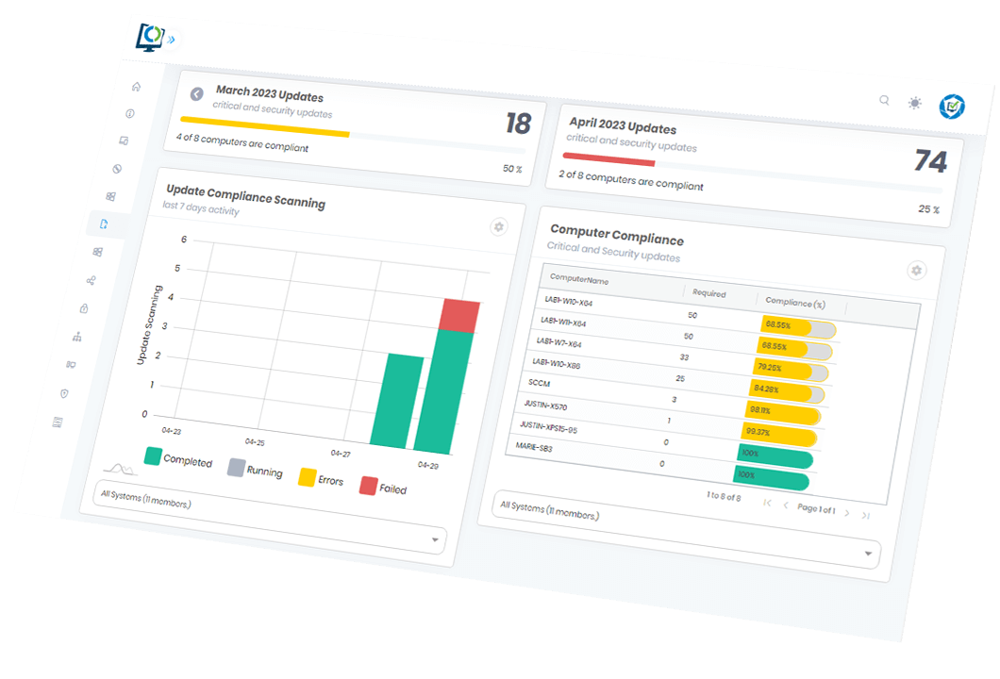 March 2023 Updates
critical and security updates
18
4 of 8 computers are compliant
50 %
April 2023 Updates
critical and security updates
74
2 of 8 computers are compliant
25 %
Update Compliance Scanning
last 7 days activity
Update Scanning
6
5
4
3
2
1
0
04-23
04-25
04-27
04-29
Completed
Running
Errors
Failed
All Systems (11 members.)
Computer Compliance
Critical and Security updates
ComputerName Required Compliance (%)
LAB1-W10-X64 50 68.55%
LAB1-W11-X64 50 68.55%
LAB1-W7-X64 33 79.25%
LAB1-W10-X86 25 84.28%
SCCM 3 98.11%
JUSTIN-X570 1 99.37%
JUSTIN-XPS15-95 0 100%
MARIE-SB3 0 100%
1 to 8 of 8
Page 1 of 1
All Systems (11 members.)